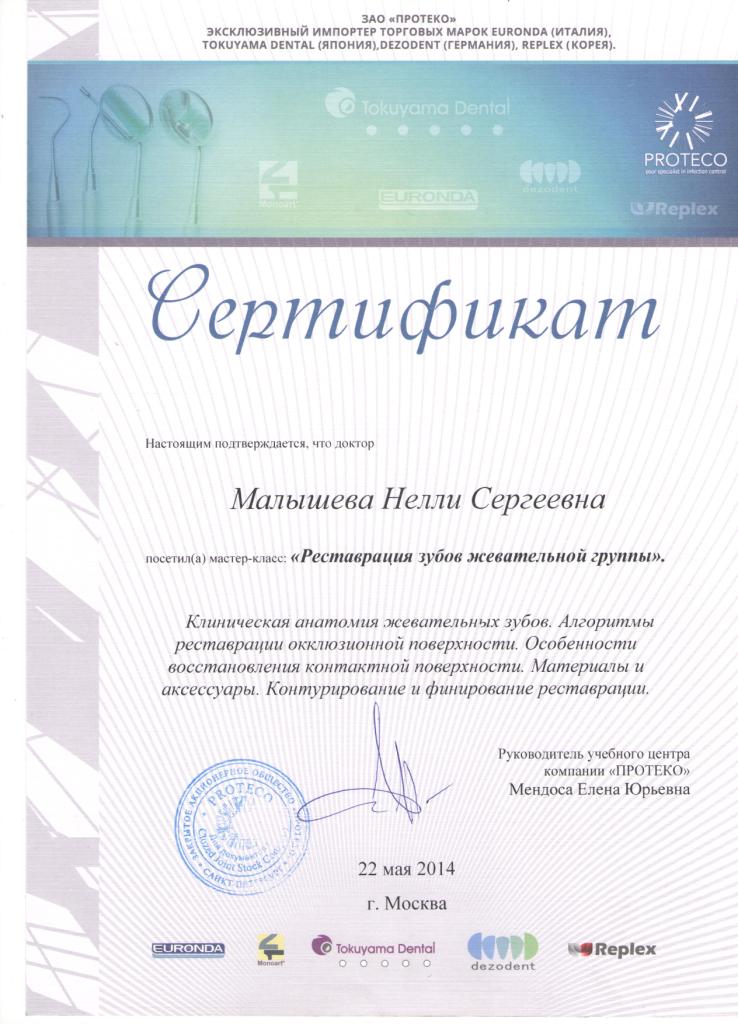 ЗАО «ПРОТЕКО»
ЭКСКЛЮЗИВНЫЙ ИМПОРТЕР ТОРГОВЫХ МАРОК EURONDA (ИТАЛИЯ),
TOKUYAMA DENTAL (ЯПОНИЯ),DEZODENT (ГЕРМАНИЯ), REPLEX (КОРЕЯ).
Tokuyama Dental
PROTECO
your specialist in infection control
Monoart®
EURONDA
dezodent
Replex
Сертификат
Настоящим подтверждается, что доктор
Малышева Нелли Сергеевна
посетил(а) мастер-класс: «Реставрация зубов жевательной группы».
Клиническая анатомия жевательных зубов. Алгоритмы
реставрации окклюзионной поверхности. Особенности
восстановления контактной поверхности. Материалы и
аксессуары. Контурирование и финирование реставрации.
Руководитель учебного центра
компании «ПРОТЕКО»
Мендоса Елена Юрьевна
ЗАКРЫТОЕ АКЦИОНЕРНОЕ ОБЩЕСТВО
PROTECO
Для документов
Closed Joint Stock
САНКТ-ПЕТЕРБУРГ
22 мая 2014
г. Москва
EURONDA
Monoart®
Tokuyama Dental
dezodent
Replex